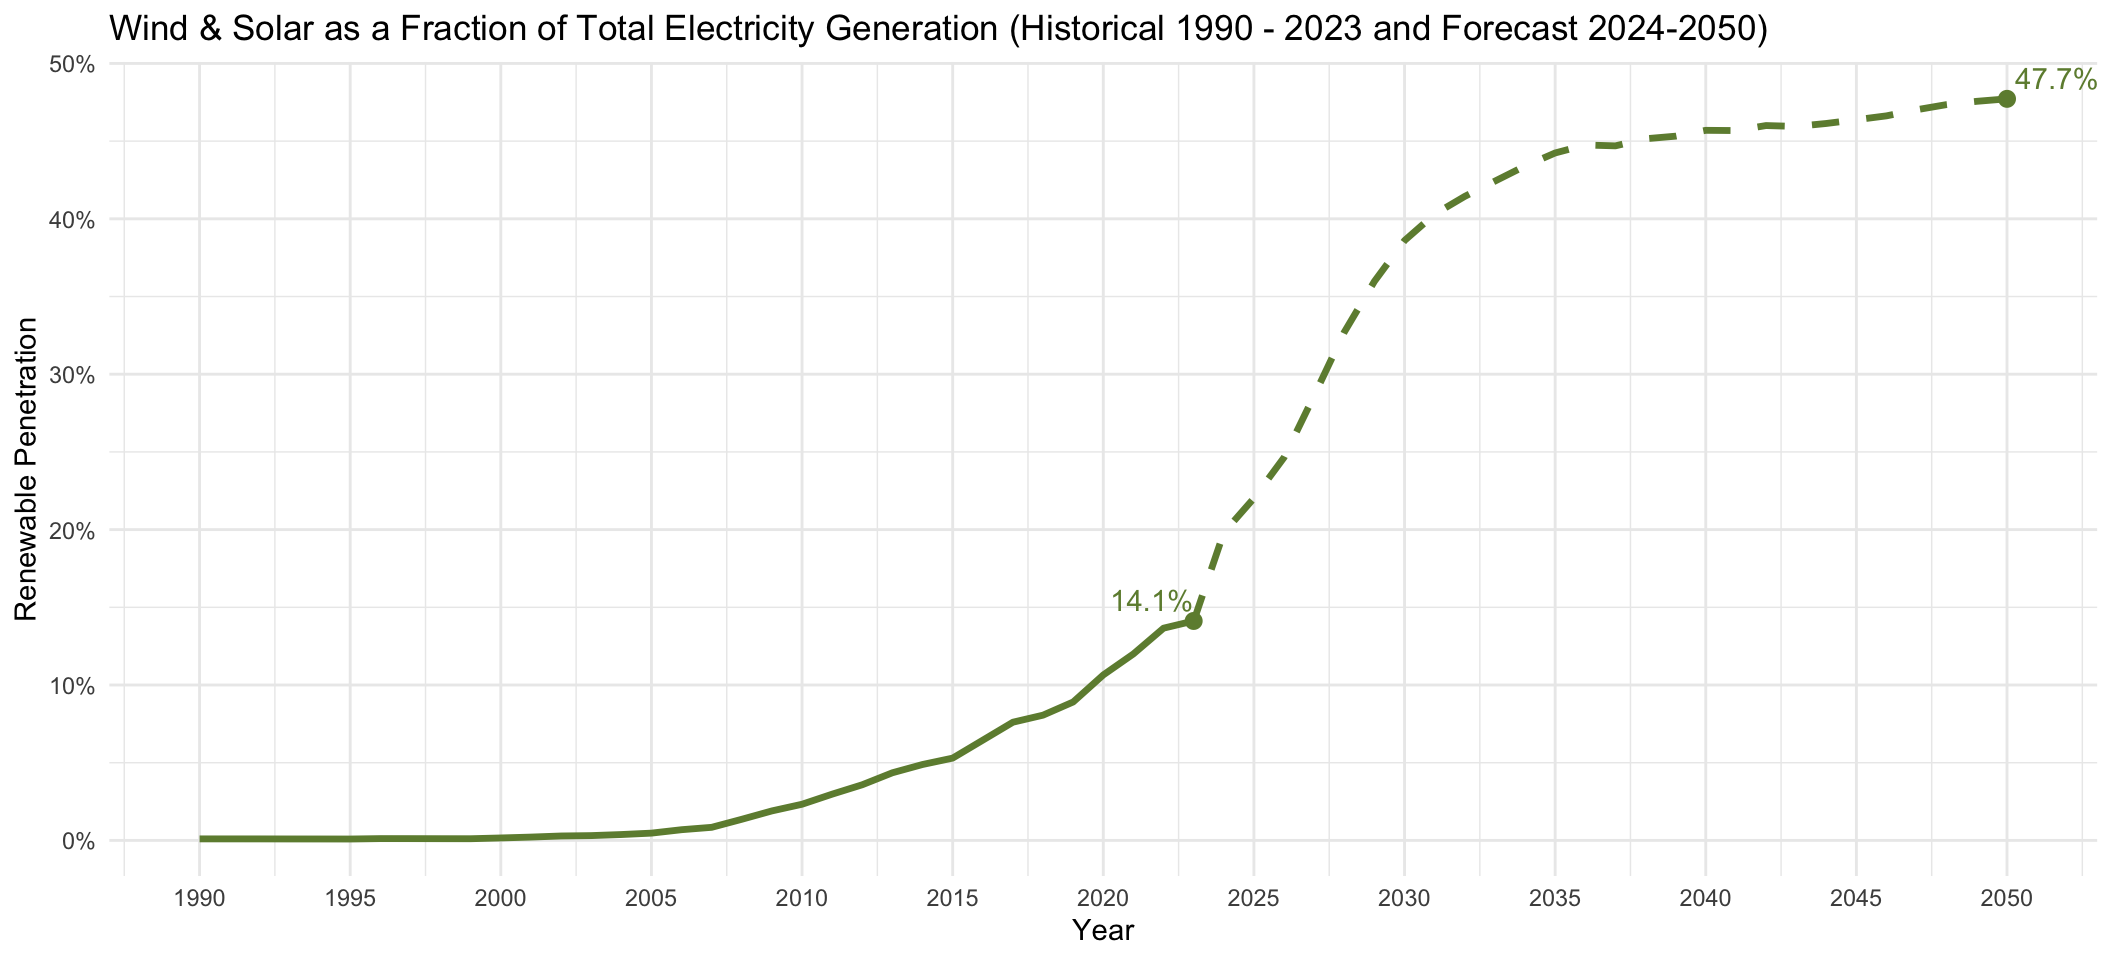 Wind & Solar as a Fraction of Total Electricity Generation (Historical 1990 - 2023 and Forecast 2024-2050)
50%
40%
30%
20%
10%
0%
Renewable Penetration
47.7%
14.1%
1990 1995 2000 2005 2010 2015 2020 2025 2030 2035 2040 2045 2050
Year